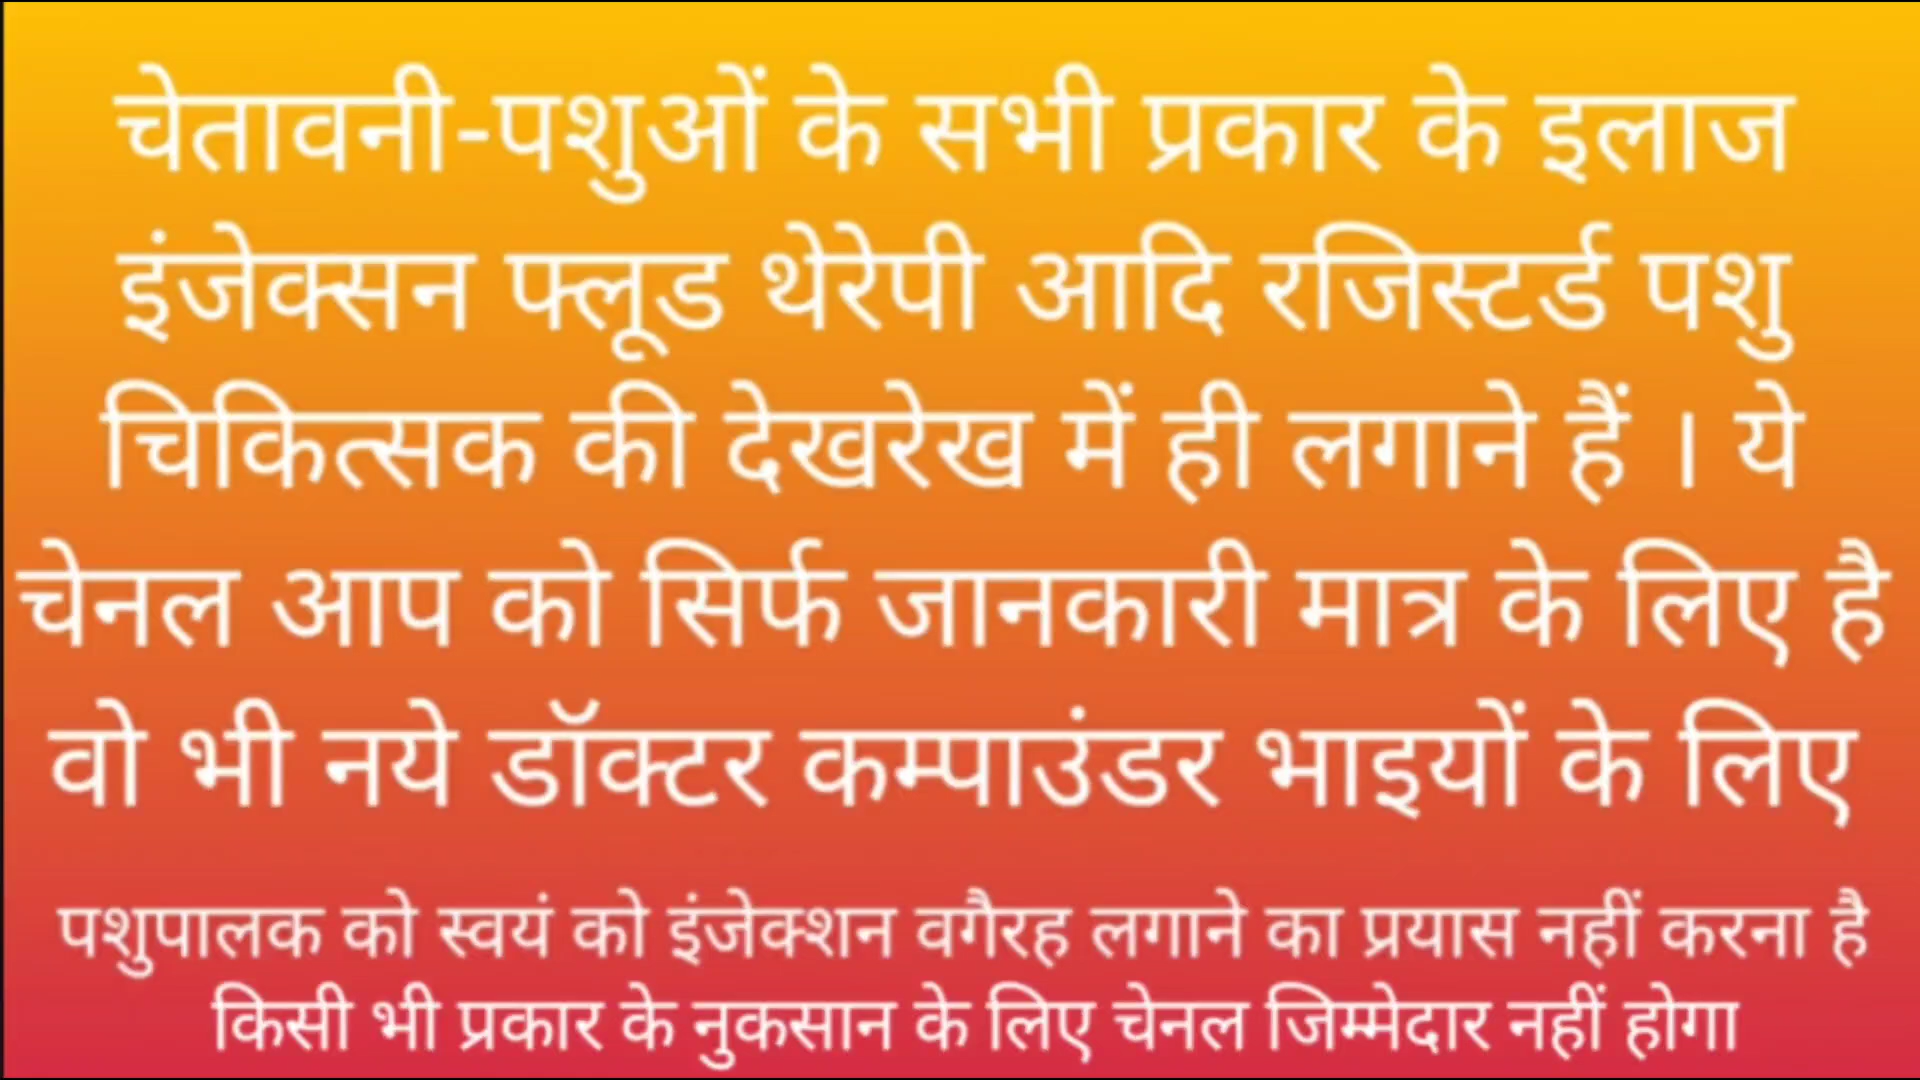 चेतावनी-पशुओं के सभी प्रकार के इलाज
इंजेक्सन फ्लूड थेरेपी आदि रजिस्टर्ड पशु
चिकित्सक की देखरेख में ही लगाने हैं । ये
चेनल आप को सिर्फ जानकारी मात्र के लिए है
वो भी नये डॉक्टर कम्पाउंडर भाइयों के लिए
पशुपालक को स्वयं को इंजेक्शन वगैरह लगाने का प्रयास नहीं करना है
किसी भी प्रकार के नुकसान के लिए चेनल जिम्मेदार नहीं होगा